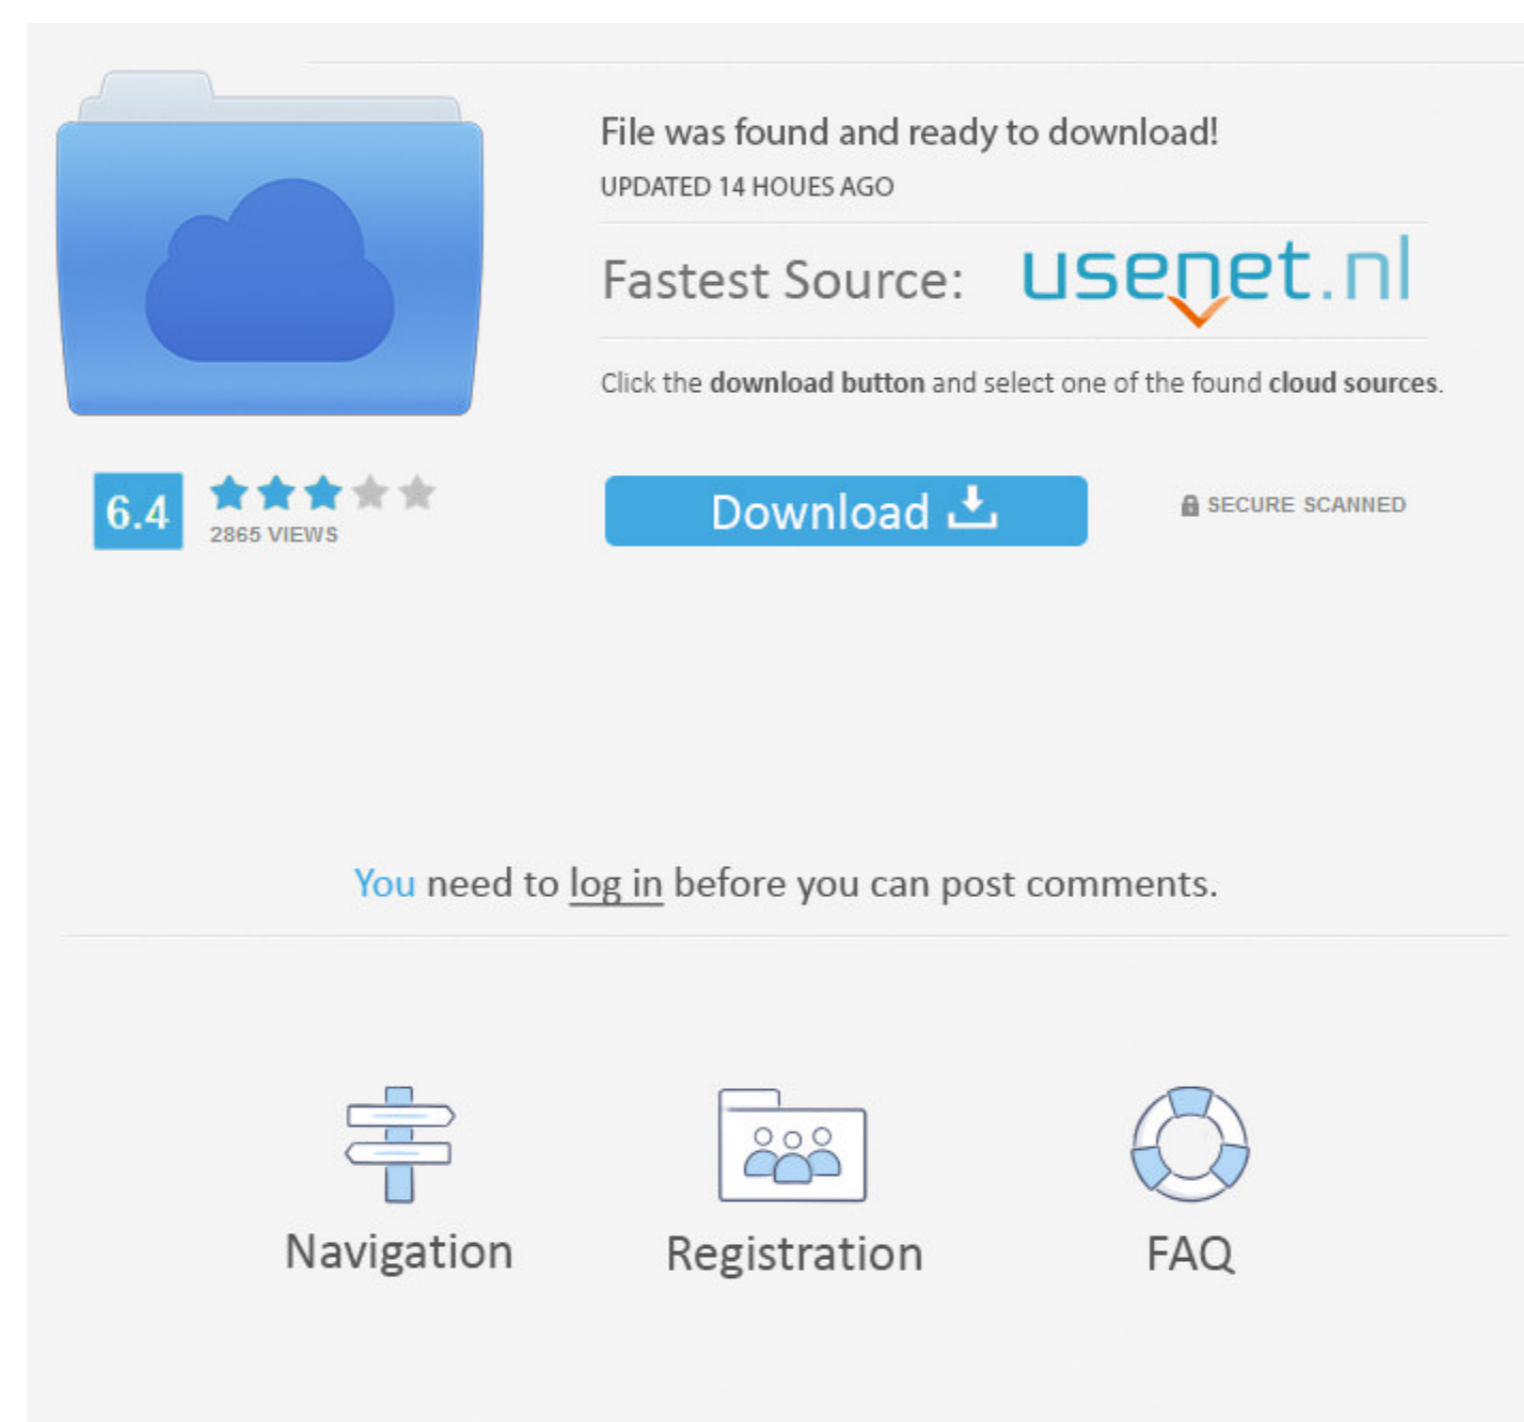 File was found and ready to download!
UPDATED 14 HOUES AGO
Fastest Source: usenet.nl
Click the download button and select one of the found cloud sources.
6.4
2865 VIEWS
Download
SECURE SCANNED
You need to log in before you can post comments.
Navigation
Registration
FAQ